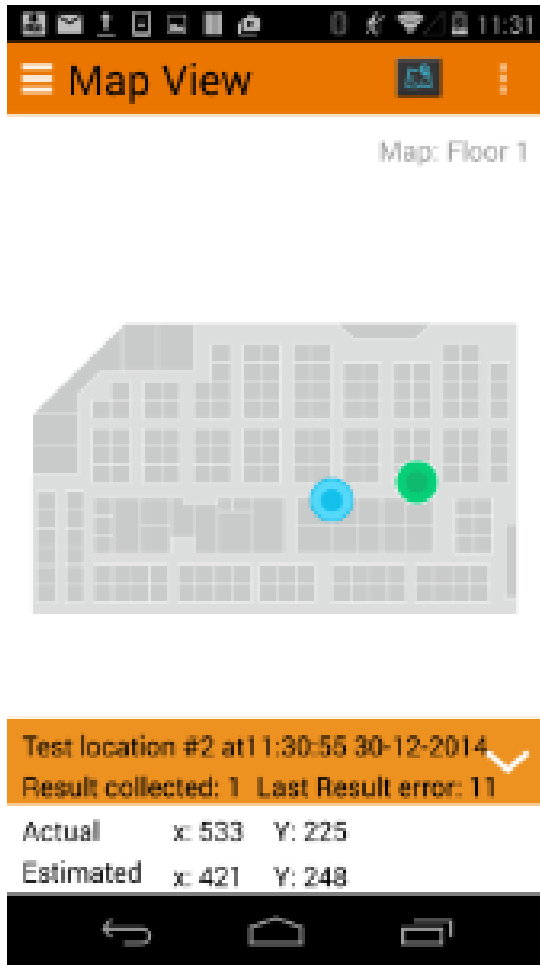 11:31
Map View
Map: Floor 1
Test location #2 at11:30:55 30-12-2014
Result collected: 1 Last Result error: 11
Actual x: 533 Y: 225
Estimated x: 421 Y: 248